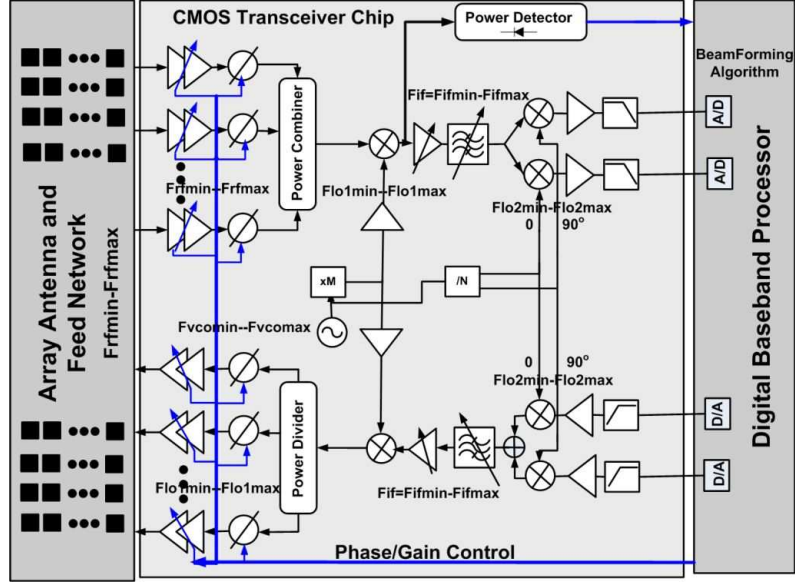 CMOS Transceiver Chip
Power Detector
BeamForming
Algorithm
Fif=Fifmin-Fifmax
A/D
A/D
Power Combiner
Frfmin--Frfmax
Flo1min--Flo1max
Flo2min-Flo2max
0 90°
Array Antenna and
Feed Network
Frfmin-Frfmax
xM
/N
Digital Baseband Processor
Fvcomin--Fvcomax
0 90°
Flo2min-Flo2max
D/A
D/A
Power Divider
Flo1min--Flo1max
Fif=Fifmin-Fifmax
Phase/Gain Control